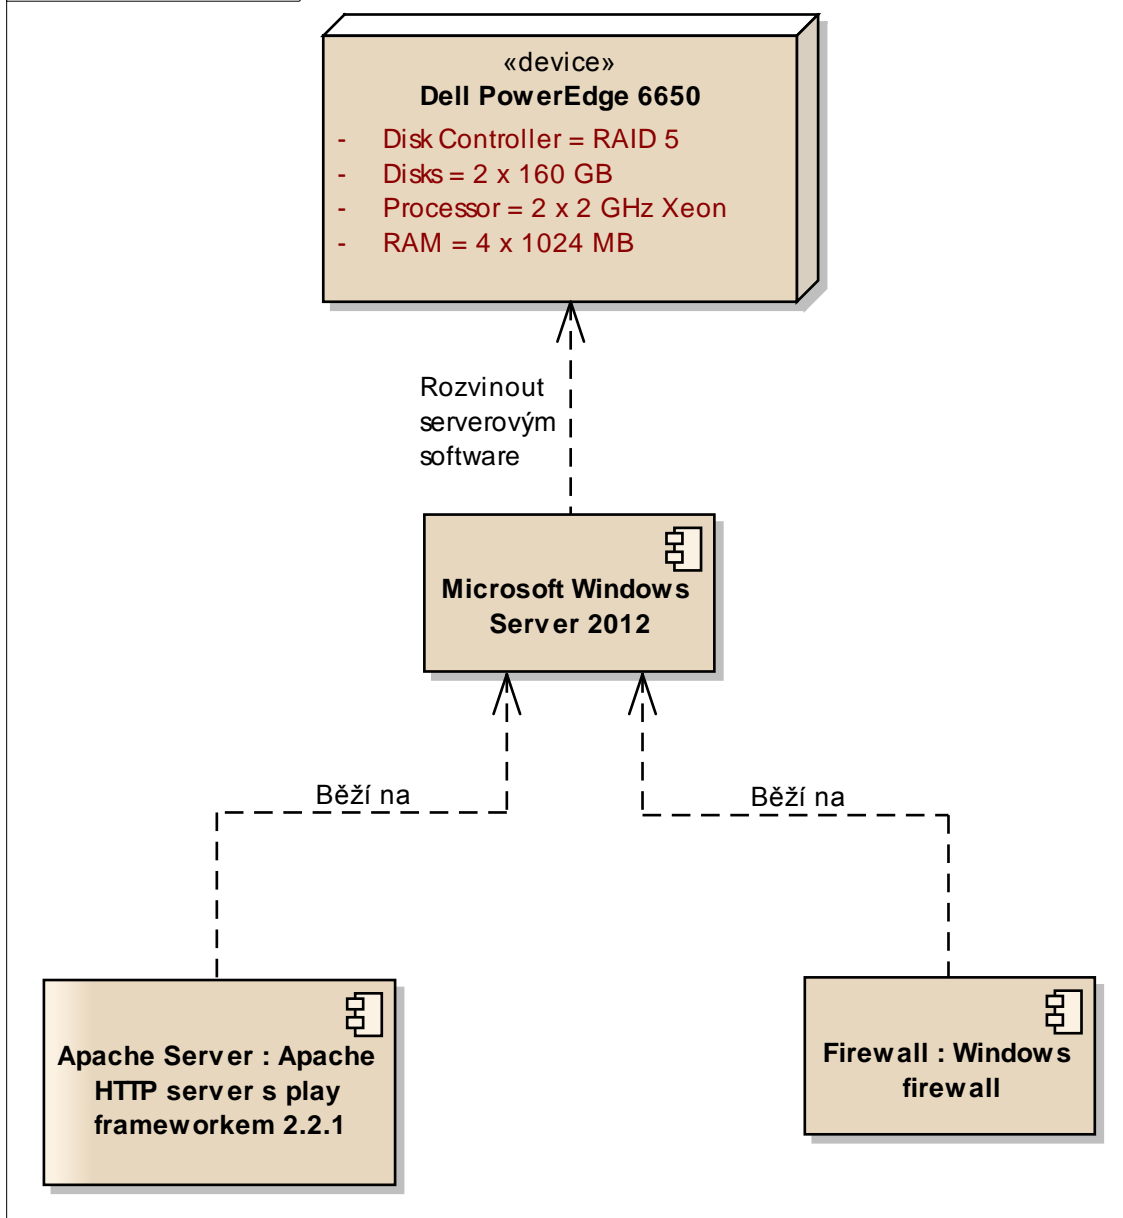 «device»
Dell PowerEdge 6650
- Disk Controller = RAID 5
- Disks = 2 x 160 GB
- Processor = 2 x 2 GHz Xeon
- RAM = 4 x 1024 MB
Rozvinout
serverovým
software
Microsoft Windows
Server 2012
Běží na
Běží na
Apache Server : Apache
HTTP server s play
frameworkem 2.2.1
Firewall : Windows
firewall